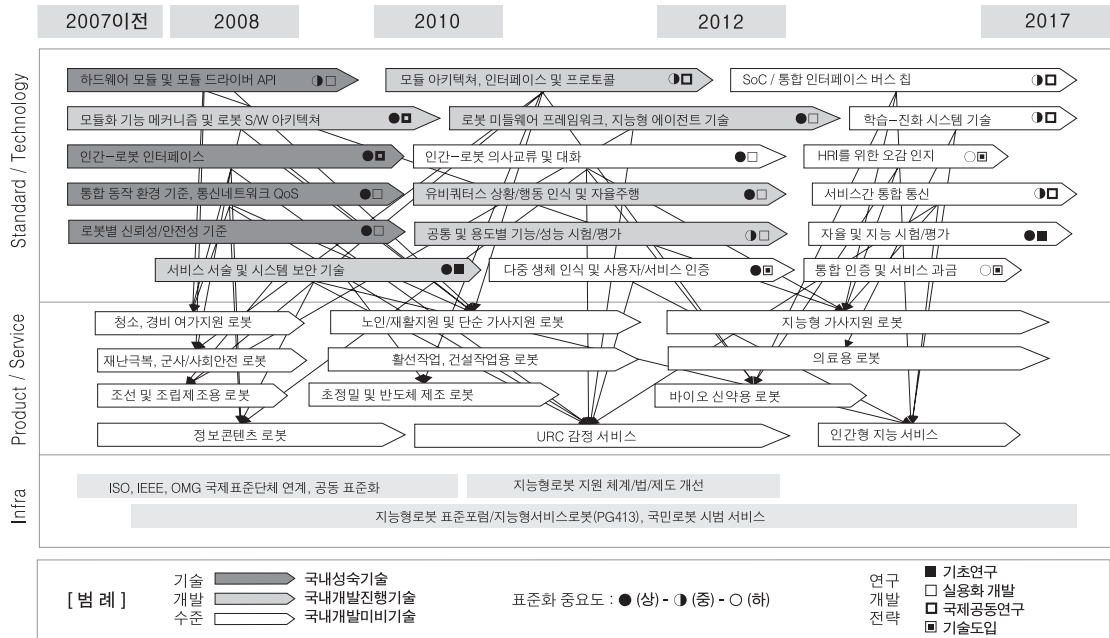 2007이전 2008 2010 2012 2017
Standard / Technology
하드웨어 모듈 및 모듈 드라이버 API ◑□ 모듈 아키텍쳐, 인터페이스 및 프로토콜 ◑□ SoC / 통합 인터페이스 버스 칩 ◑□
모듈화 기능 메커니즘 및 로봇 S/W 아키텍쳐 ●□ 로봇 미들웨어 프레임워크, 지능형 에이전트 기술 ●□ 학습-진화 시스템 기술 ◑□
인간-로봇 인터페이스 ●□ 인간-로봇 의사교류 및 대화 ●□ HRI를 위한 오감 인지 ○▣
통합 동작 환경 기준, 통신네트워크 QoS ●□ 유비쿼터스 상황/행동 인식 및 자율주행 ●□ 서비스간 통합 통신 ◑□
로봇별 신뢰성/안전성 기준 ●□ 공통 및 용도별 기능/성능 시험/평가 ◑□ 자율 및 지능 시험/평가 ●■
서비스 서술 및 시스템 보안 기술 ●■ 다중 생체 인식 및 사용자/서비스 인증 ●▣ 통합 인증 및 서비스 과금 ○▣
Product / Service
청소, 경비 여가지원 로봇 노인/재활지원 및 단순 가사지원 로봇 지능형 가사지원 로봇
재난극복, 군사/사회안전 로봇 활선작업, 건설작업용 로봇 의료용 로봇
조선 및 조립제조용 로봇 초정밀 및 반도체 제조 로봇 바이오 신약용 로봇
정보콘텐츠 로봇 URC 감정 서비스 인간형 지능 서비스
Infra
ISO, IEEE, OMG 국제표준단체 연계, 공동 표준화 지능형로봇 지원 체계/법/제도 개선
지능형로봇 표준포럼/지능형서비스로봇(PG413), 국민로봇 시범 서비스
[ 범 례 ]
기술 개발 수준
국내성숙기술
국내개발진행기술
국내개발미비기술
표준화 중요도 : ● (상) - ◑ (중) - ○ (하)
연구 개발 전략
■ 기초연구
□ 실용화 개발
□ 국제공동연구
▣ 기술도입